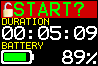 START?
DURATION
00:05:09
BATTERY
89%